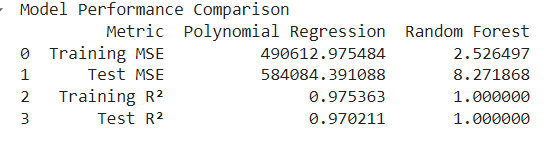 Model Performance Comparison
Metric Polynomial Regression Random Forest
0 Training MSE 490612.975484 2.526497
1 Test MSE 584084.391088 8.271868
2 Training R² 0.975363 1.000000
3 Test R² 0.970211 1.000000